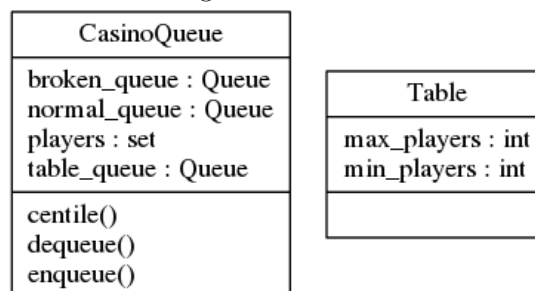 CasinoQueue
broken_queue : Queue
normal_queue : Queue
players : set
table_queue : Queue
centile()
dequeue()
enqueue()
Table
max_players : int
min_players : int